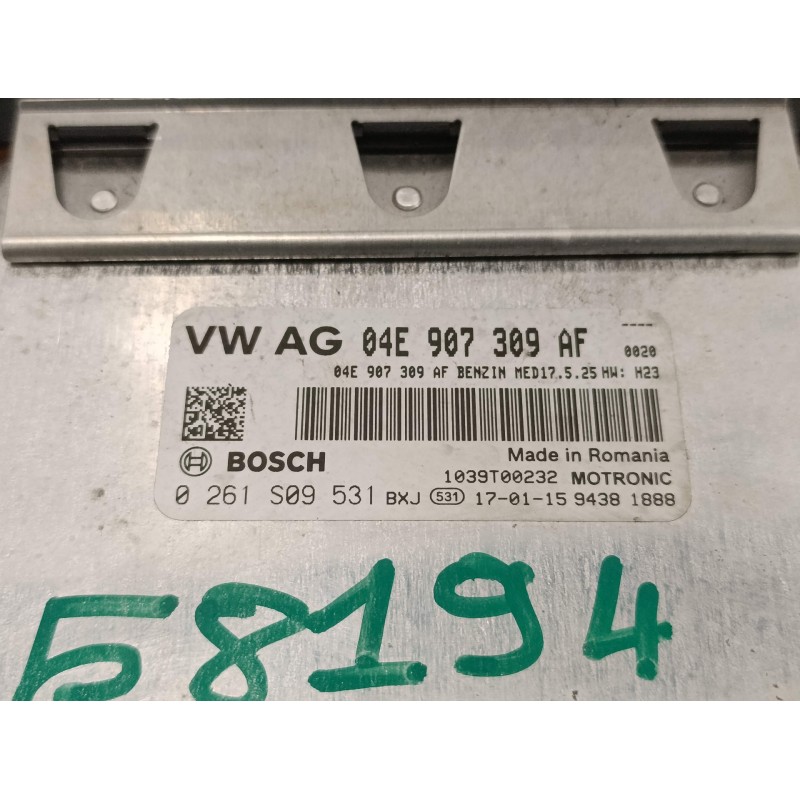 VW AG 04E 907 309 AF ----
0020
04E 907 309 AF BENZIN MED17.5.25 HW: H23
BOSCH
Made in Romania
1039T00232 MOTRONIC
0 261 S09 531 BXJ 531 17-01-15 9438 1888
58194